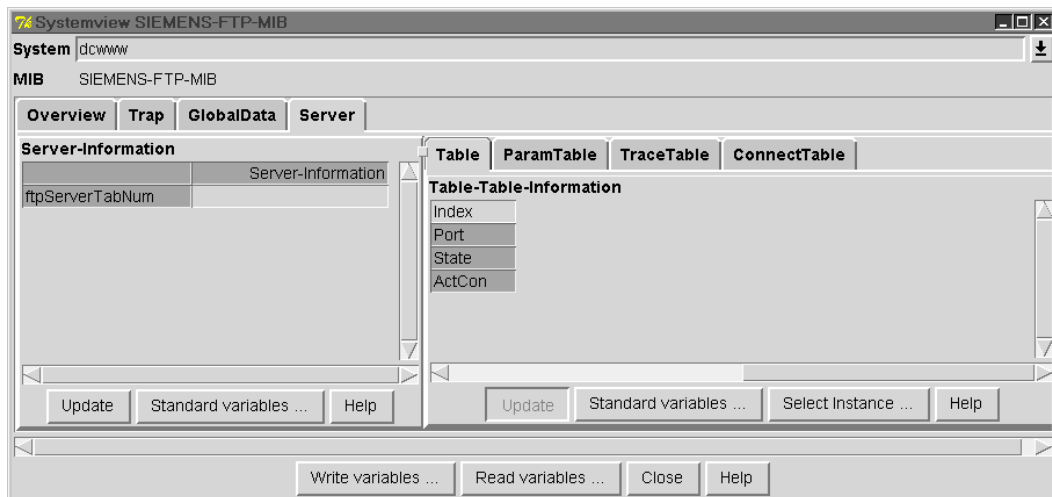 Systemview SIEMENS-FTP-MIB
System dcwww
MIB SIEMENS-FTP-MIB
Overview Trap GlobalData Server
Server-Information
Server-Information
ftpServerTabNum
Update Standard variables ... Help
Table ParamTable TraceTable ConnectTable
Table-Table-Information
Index
Port
State
ActCon
Update Standard variables ... Select Instance ... Help
Write variables ... Read variables ... Close Help